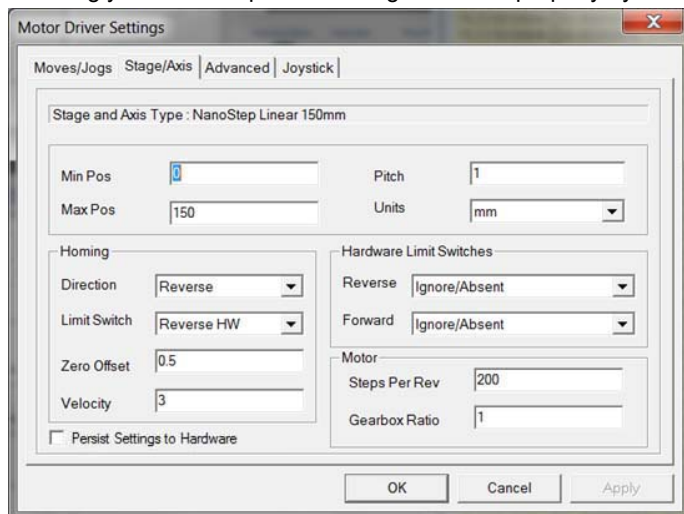 Motor Driver Settings
Moves/Jogs Stage/Axis Advanced Joystick
Stage and Axis Type : NanoStep Linear 150mm
Min Pos 0 Pitch 1
Max Pos 150 Units mm
Homing
Direction Reverse
Limit Switch Reverse HW
Zero Offset 0.5
Velocity 3
Persist Settings to Hardware
Hardware Limit Switches
Reverse Ignore/Absent
Forward Ignore/Absent
Motor
Steps Per Rev 200
Gearbox Ratio 1
OK Cancel Apply